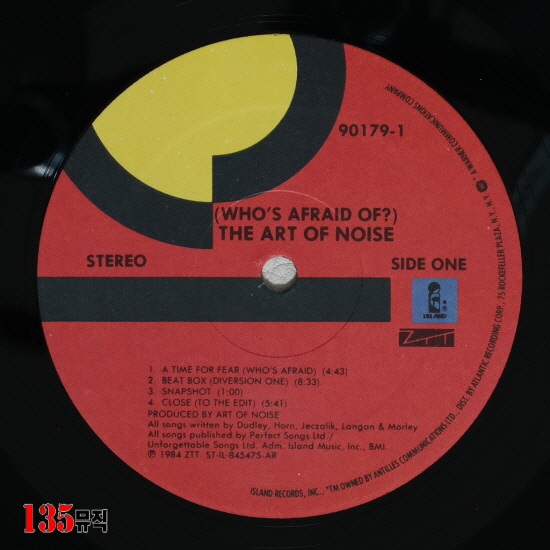 90179-1
(WHO'S AFRAID OF?)
THE ART OF NOISE
STEREO
SIDE ONE
ISLAND
ZTT
1. A TIME FOR FEAR (WHO'S AFRAID) (4:43)
2. BEAT BOX (DIVERSION ONE) (8:33)
3. SNAPSHOT (1:00)
4. CLOSE (TO THE EDIT) (5:41)
PRODUCED BY ART OF NOISE
All songs written by Dudley, Horn, Jeczalik, Langan & Morley
All songs published by Perfect Songs Ltd./
Unforgettable Songs Ltd. Adm. Island Music, Inc., BMI.
℗ 1984 ZTT ST-IL-845475-AR
ISLAND RECORDS, INC., *TM OWNED BY ANTILLES COMMUNICATIONS LTD., DIST. BY ATLANTIC RECORDING CORP., 75 ROCKEFELLER PLAZA, N.Y., N.Y. A WARNER COMMUNICATIONS COMPANY
135뮤직